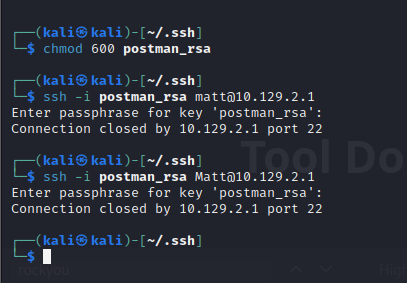 ┌──(kali㉿kali)-[~/.ssh]
└─$ chmod 600 postman_rsa
┌──(kali㉿kali)-[~/.ssh]
└─$ ssh -i postman_rsa matt@10.129.2.1
Enter passphrase for key 'postman_rsa':
Connection closed by 10.129.2.1 port 22
Tool Do
┌──(kali㉿kali)-[~/.ssh]
└─$ ssh -i postman_rsa Matt@10.129.2.1
Enter passphrase for key 'postman_rsa':
Connection closed by 10.129.2.1 port 22
┌──(kali㉿kali)-[~/.ssh]
└─$
rockyou
High